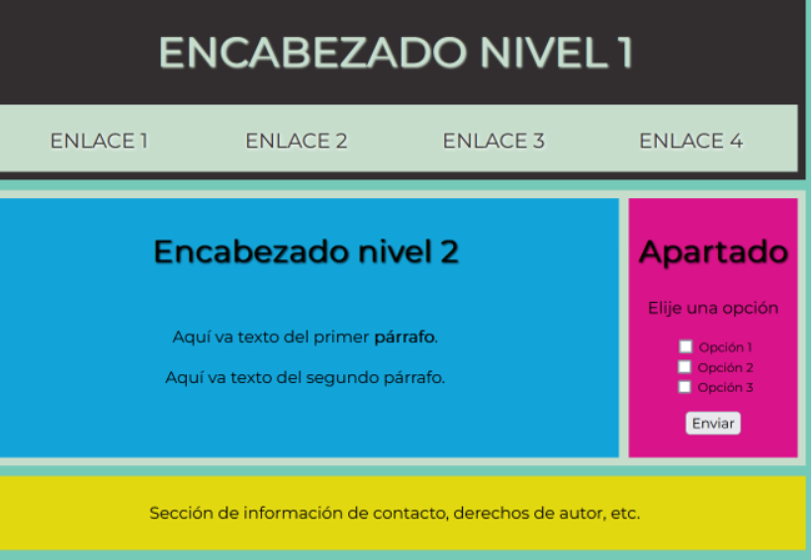 ENCABEZADO NIVEL 1
ENLACE 1 ENLACE 2 ENLACE 3 ENLACE 4
Encabezado nivel 2
Aquí va texto del primer párrafo.
Aquí va texto del segundo párrafo.
Apartado
Elije una opción
Opción 1
Opción 2
Opción 3
Enviar
Sección de información de contacto, derechos de autor, etc.